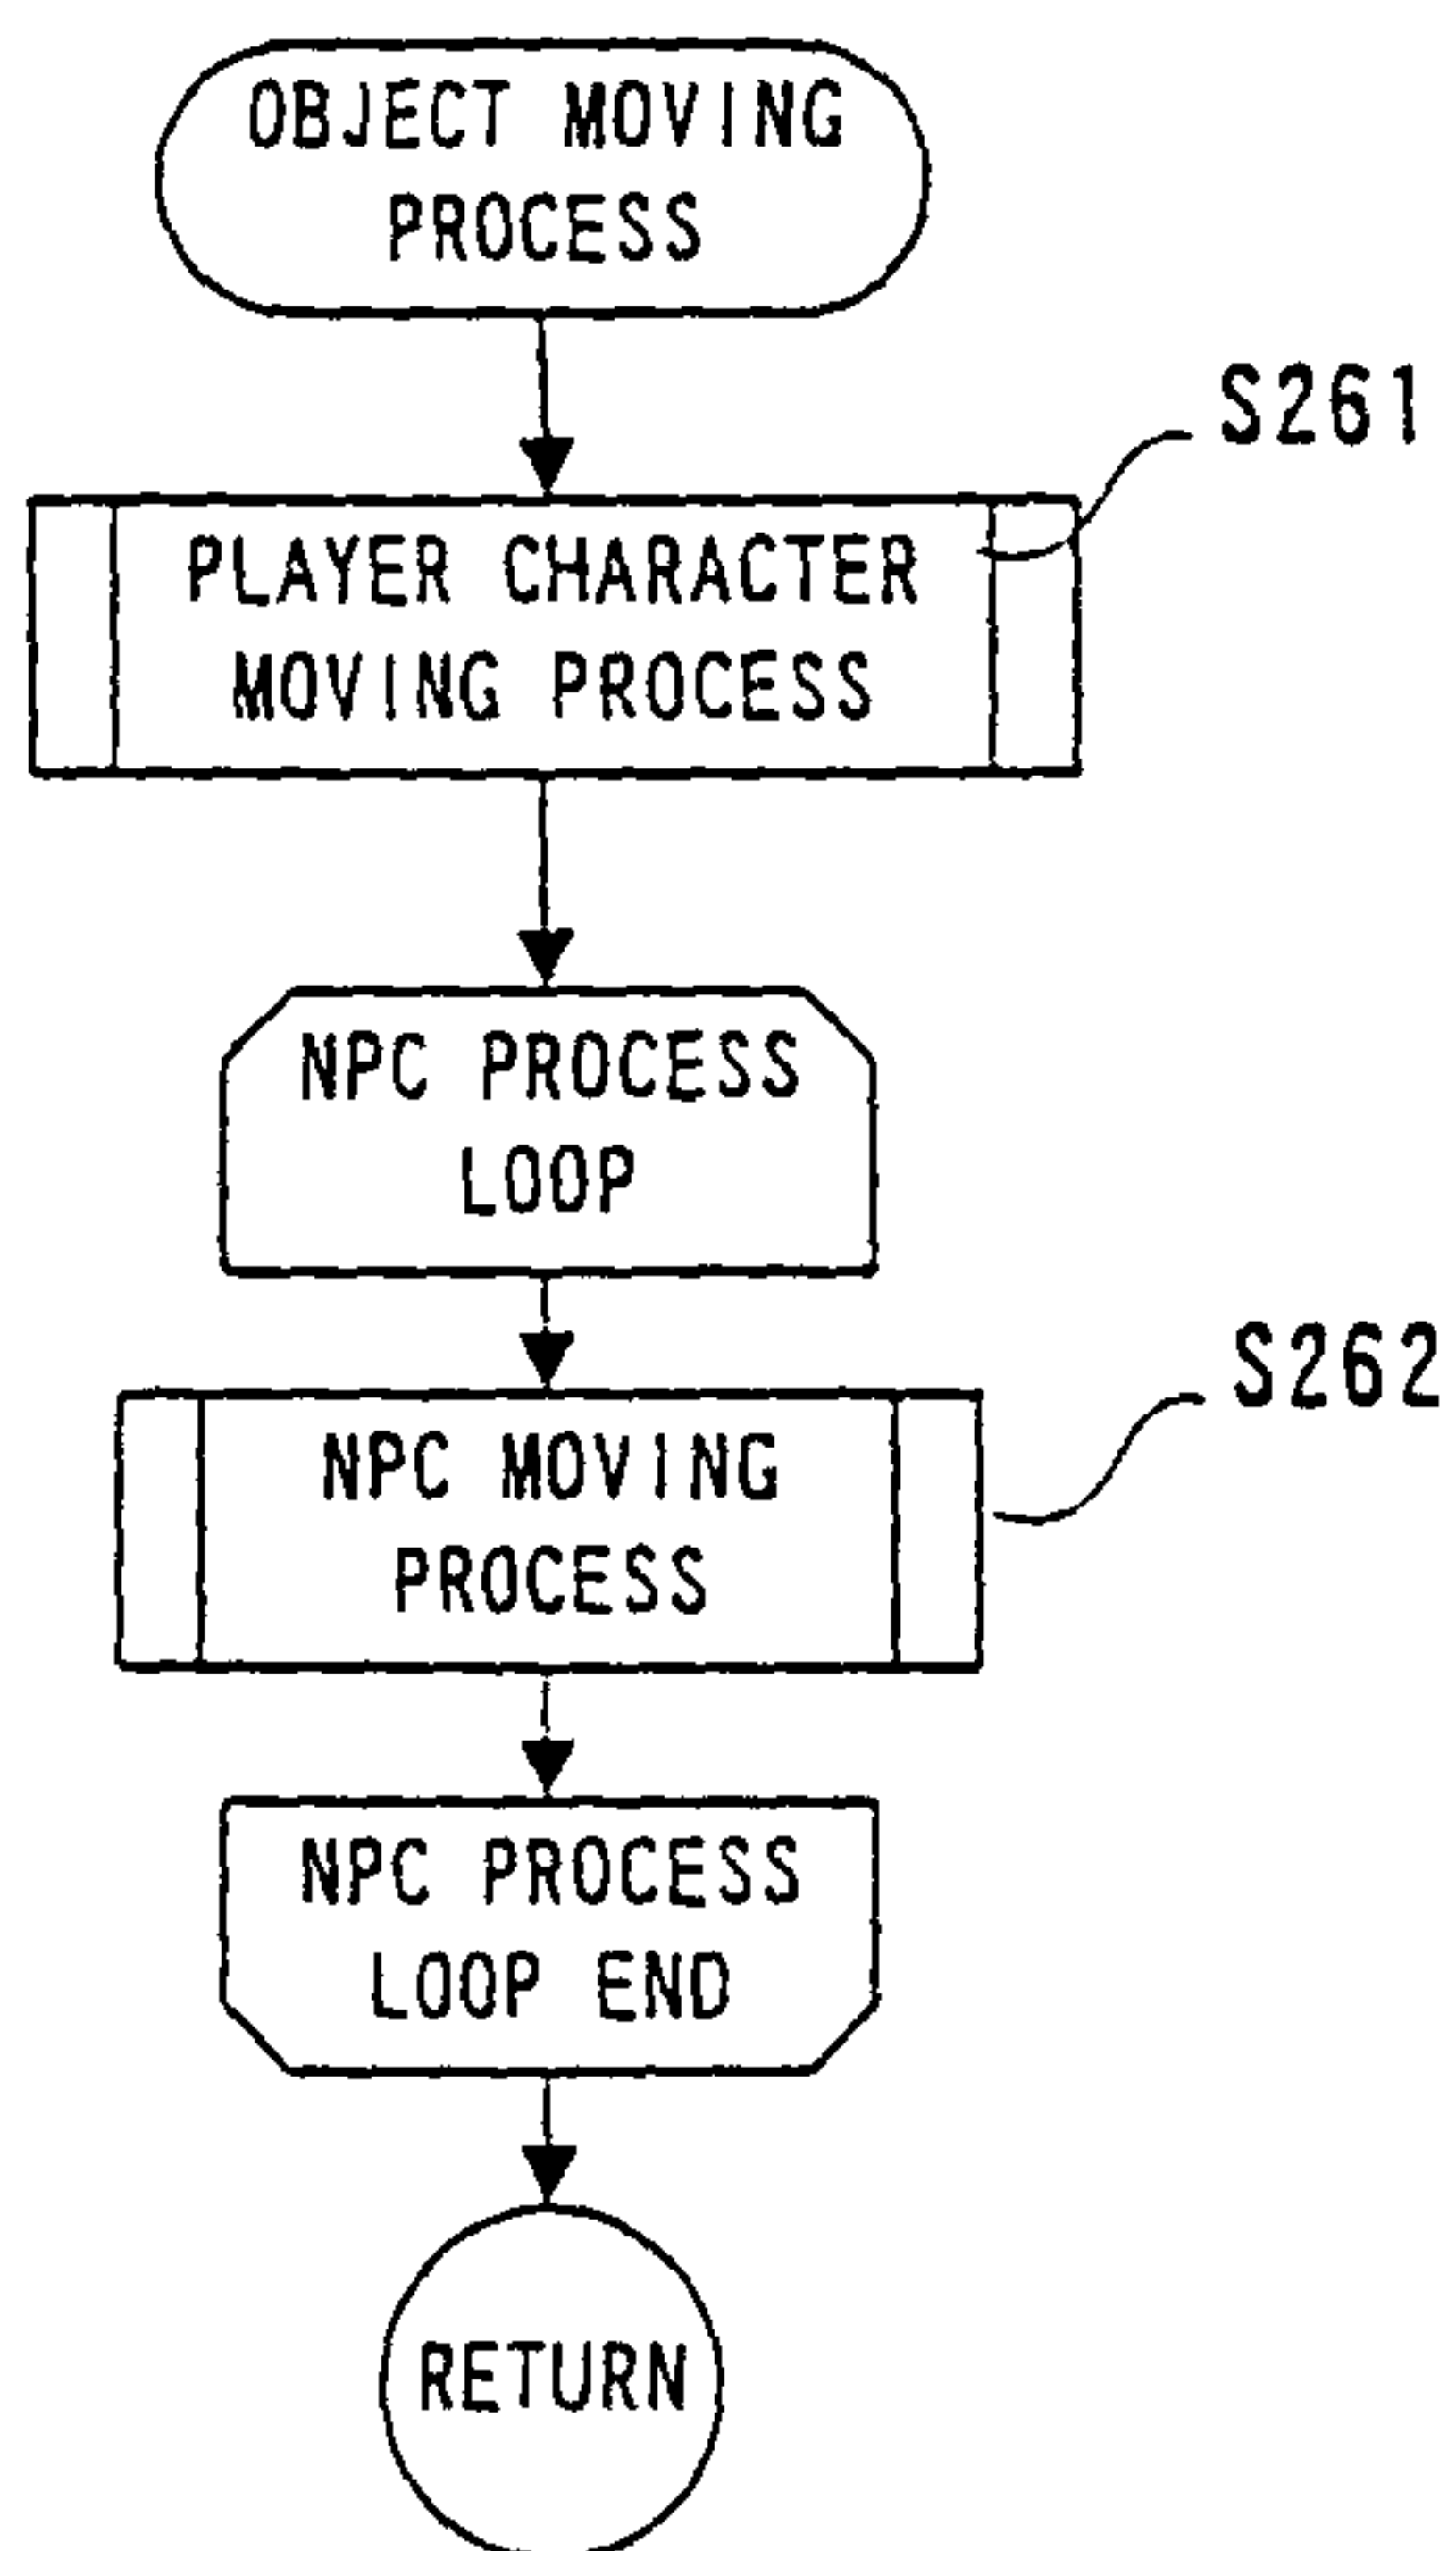 OBJECT MOVING
PROCESS
S261
PLAYER CHARACTER
MOVING PROCESS
NPC PROCESS
LOOP
S262
NPC MOVING
PROCESS
NPC PROCESS
LOOP END
RETURN